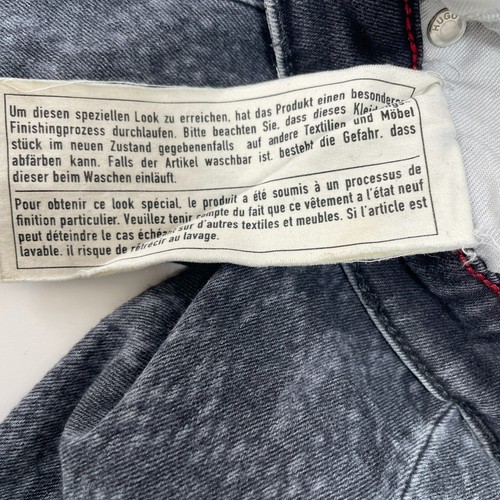 HUGO
Um diesen speziellen Look zu erreichen, hat das Produkt einen besonderen
Finishingprozess durchlaufen. Bitte beachten Sie, dass dieses Kleid
stück im neuen Zustand gegebenenfalls auf andere Textilien und Möbel
abfärben kann. Falls der Artikel waschbar ist, besteht die Gefahr, dass
dieser beim Waschen einläuft.
Pour obtenir ce look spécial, le produit a été soumis à un processus de
finition particulier. Veuillez tenir compte du fait que ce vêtement a l'état neuf
peut déteindre le cas échéa sur d'autres textiles et meubles. Si l'article est
lavable. il risque de rétrécir au lavage.